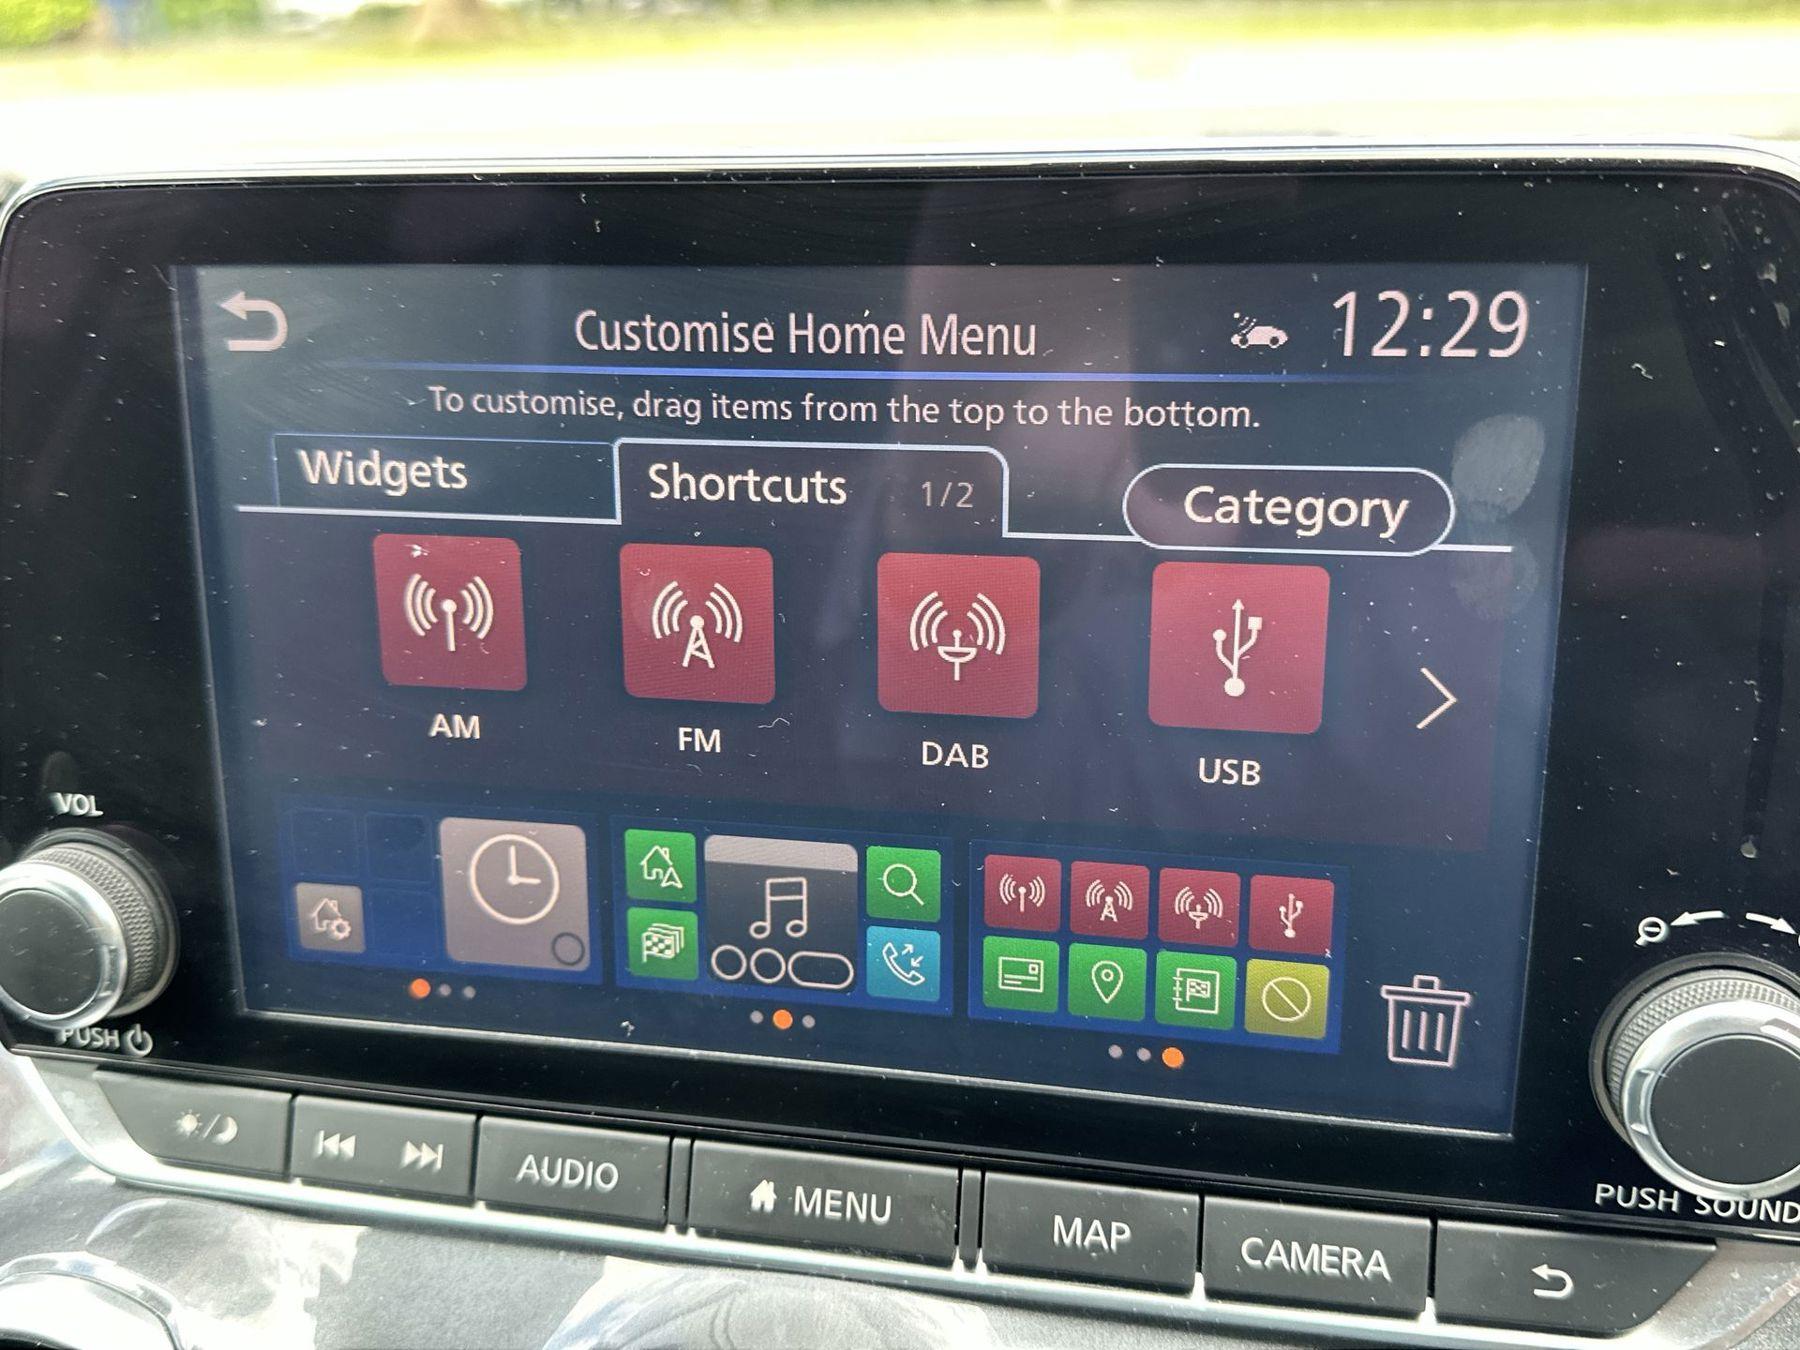 Customise Home Menu
12:29
To customise, drag items from the top to the bottom.
Widgets
Shortcuts 1/2
Category
AM
FM
DAB
USB
VOL
PUSH
AUDIO
MENU
MAP
CAMERA
PUSH SOUND